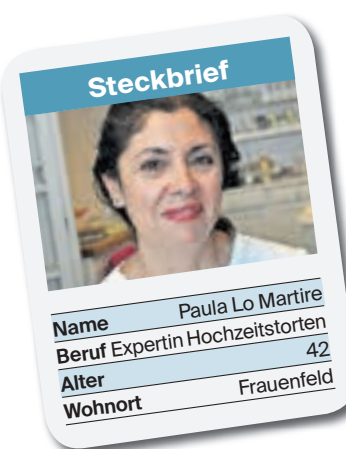 Steckbrief
Name Paula Lo Martire
Beruf Expertin Hochzeitstorten
Alter 42
Wohnort Frauenfeld